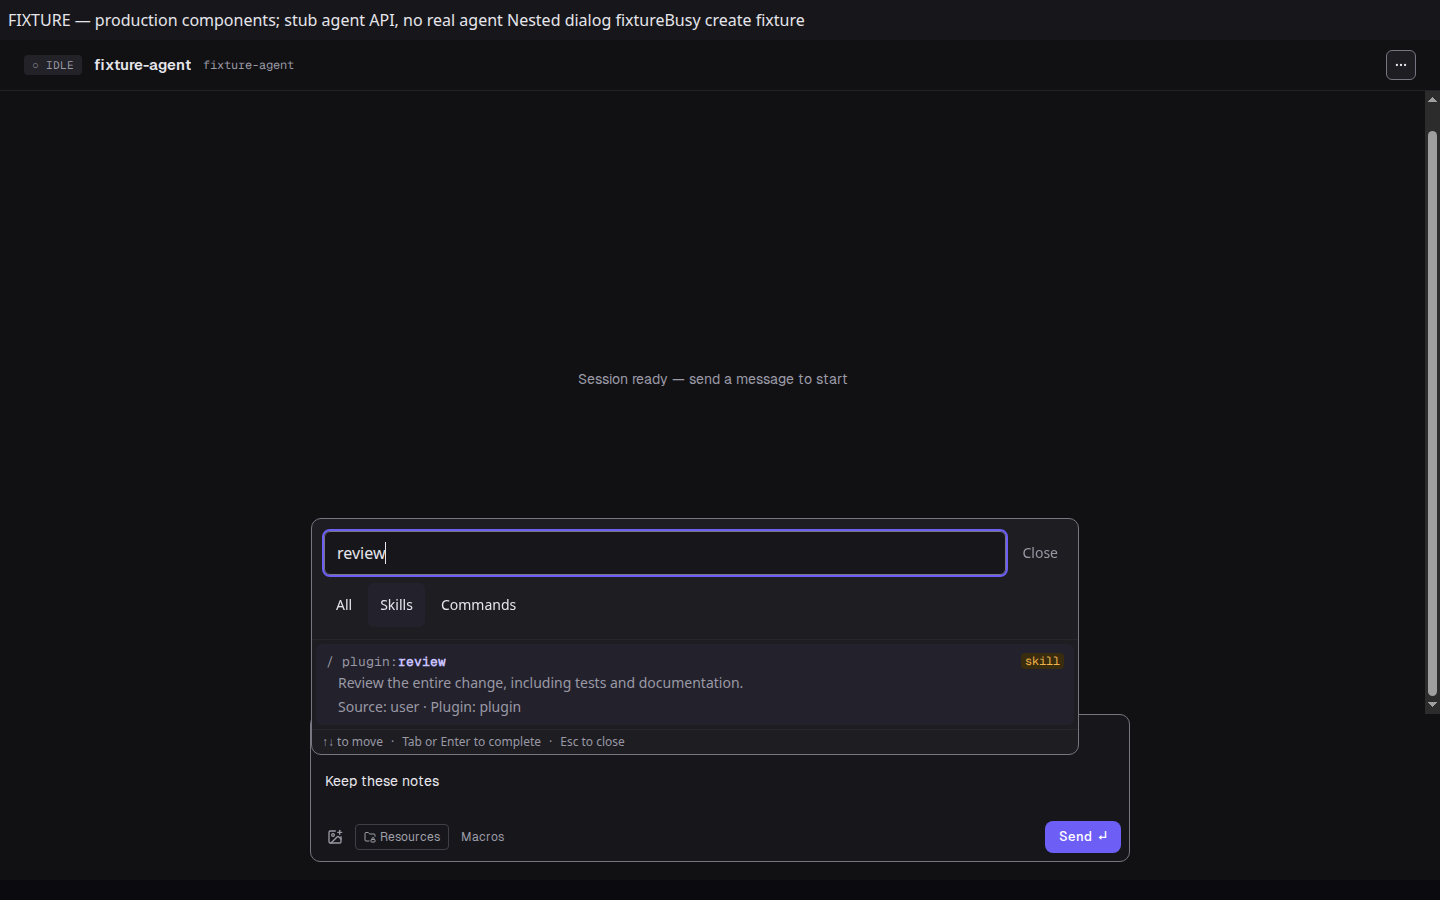 FIXTURE — production components; stub agent API, no real agent Nested dialog fixtureBusy create fixture
○ IDLE fixture-agent fixture-agent ···
Session ready — send a message to start
review Close
All Skills Commands
/ plugin:review skill
Review the entire change, including tests and documentation.
Source: user · Plugin: plugin
↑↓ to move · Tab or Enter to complete · Esc to close
Keep these notes
Resources Macros Send ↵